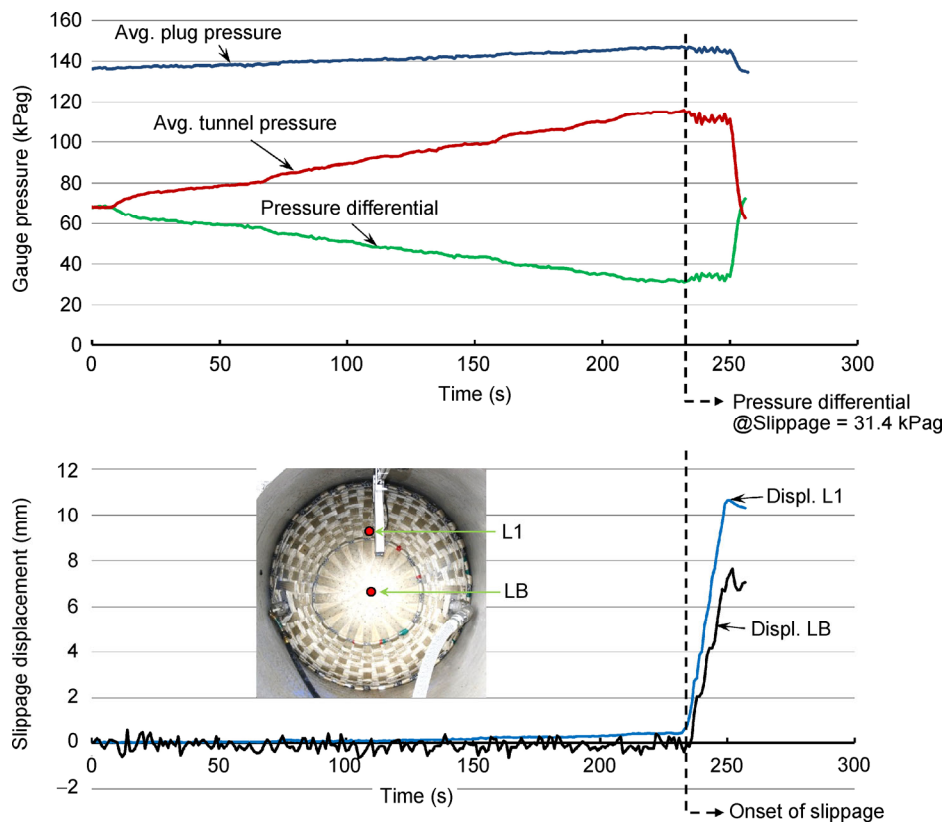 160
140
120
100
80
60
40
20
0
Gauge pressure (kPag)
Avg. plug pressure
Avg. tunnel pressure
Pressure differential
0 50 100 150 200 250 300
Time (s)
Pressure differential
@Slippage = 31.4 kPag
12
10
8
6
4
2
0
−2
Slippage displacement (mm)
L1
LB
Displ. L1
Displ. LB
0 50 100 150 200 250 300
Time (s)
Onset of slippage